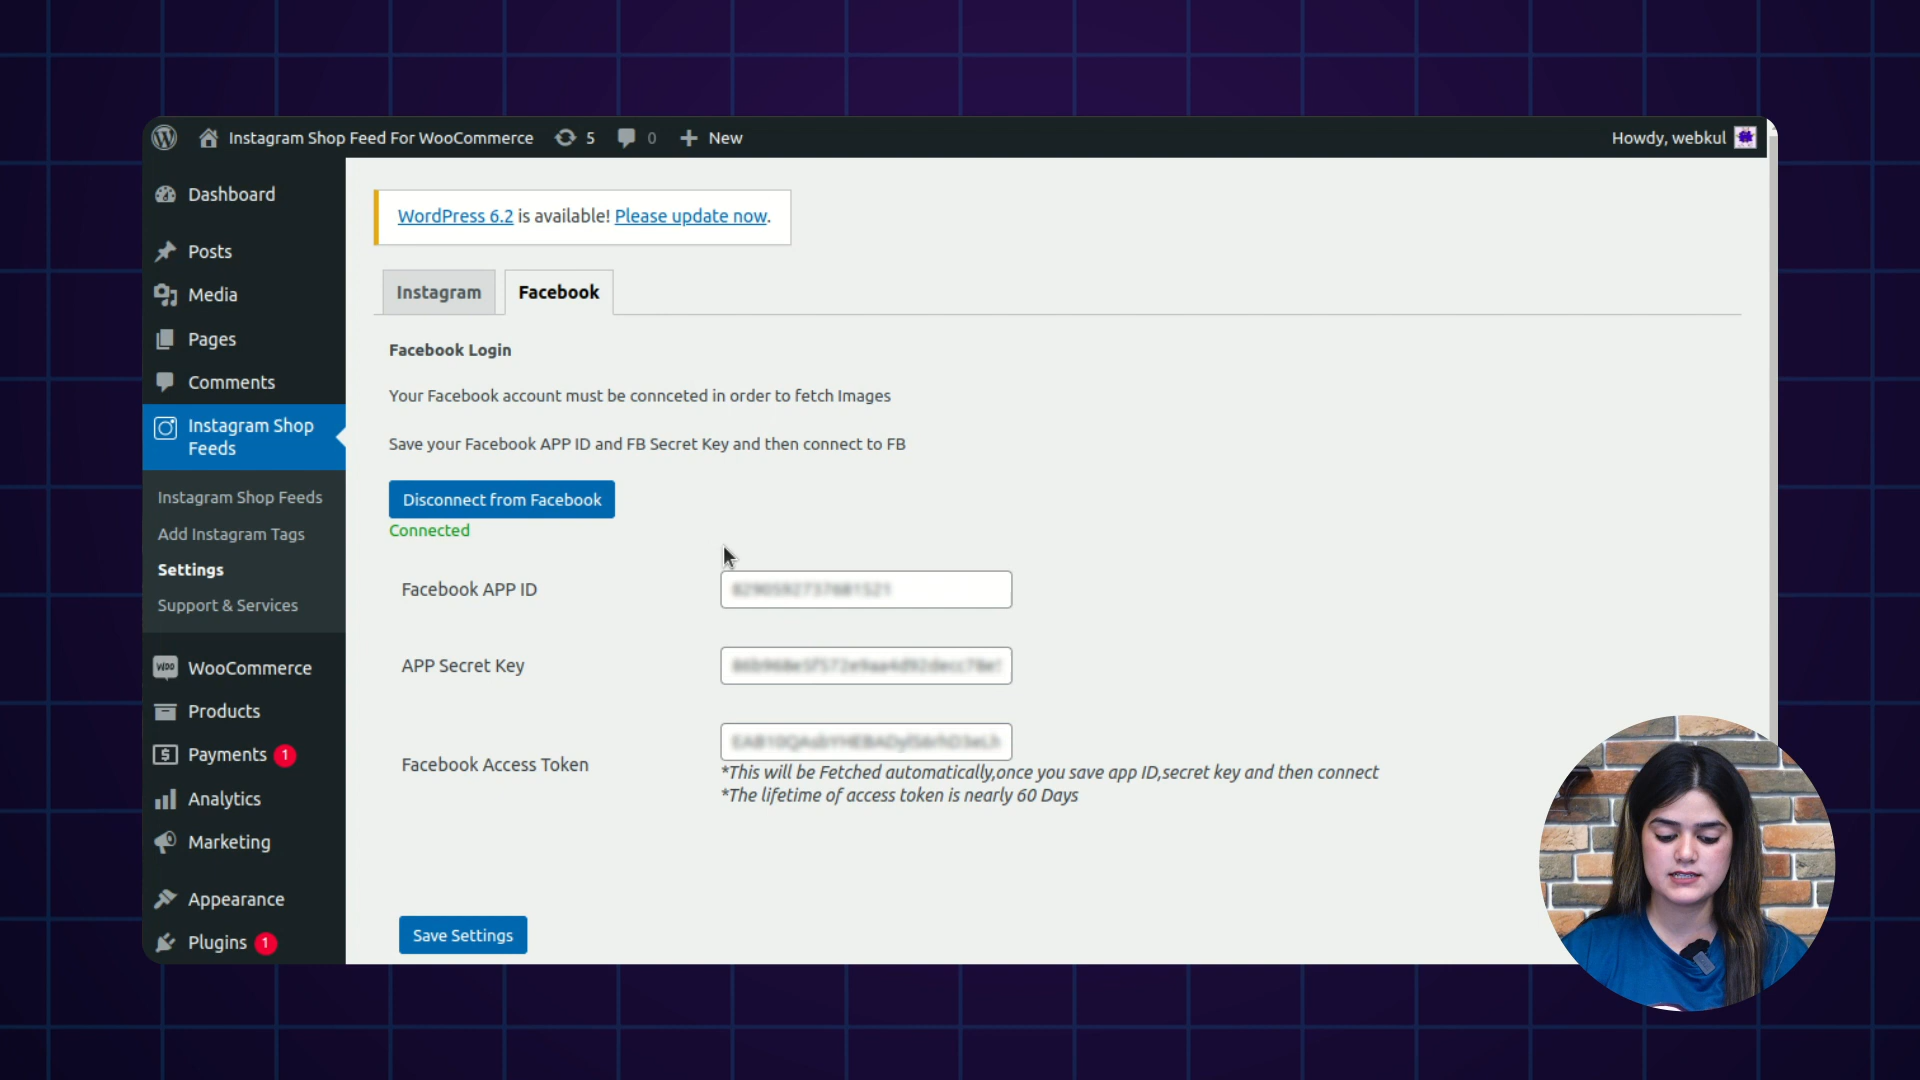 Instagram Shop Feed For WooCommerce 5 0 New Howdy, webkul
Dashboard
Posts
Media
Pages
Comments
Instagram Shop
Feeds
Instagram Shop Feeds
Add Instagram Tags
Settings
Support & Services
WOO WooCommerce
Products
Payments 1
Analytics
Marketing
Appearance
Plugins 1
WordPress 6.2 is available! Please update now.
Instagram Facebook
Facebook Login
Your Facebook account must be connceted in order to fetch Images
Save your Facebook APP ID and FB Secret Key and then connect to FB
Disconnect from Facebook
Connected
Facebook APP ID
APP Secret Key
Facebook Access Token
*This will be Fetched automatically,once you save app ID,secret key and then connect
*The lifetime of access token is nearly 60 Days
Save Settings